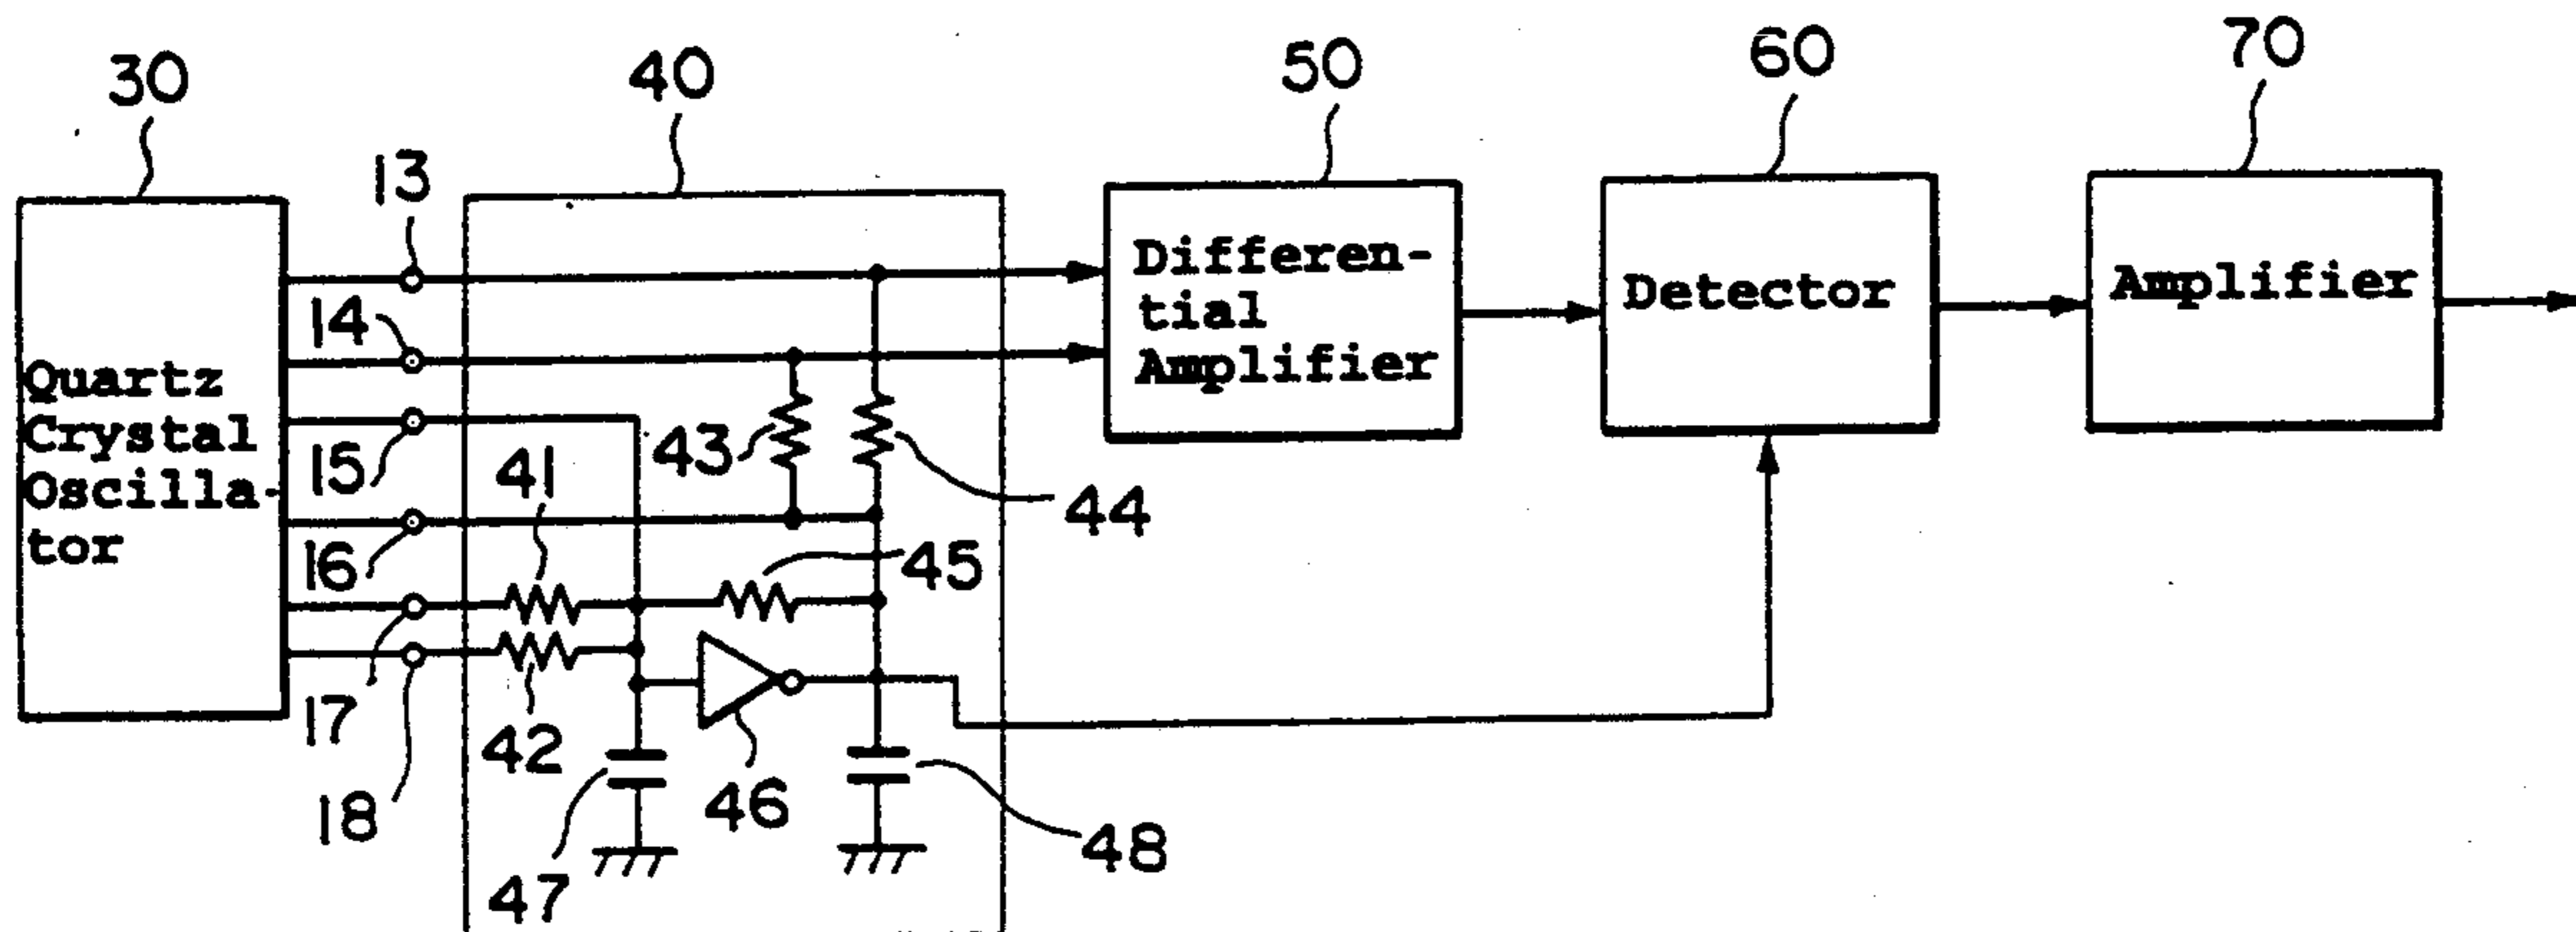 30
40
50
60
70
13
14
15
16
17
18
Quartz
Crystal
Oscilla-
tor
41
42
43
44
45
46
47
48
Differen-
tial
Amplifier
Detector
Amplifier